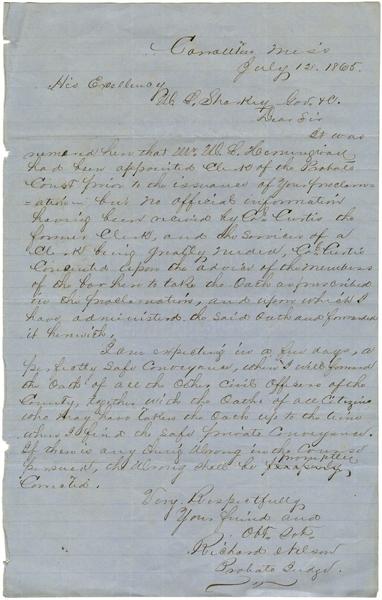 Carrollton Miss
July 12. 1865.
His Excellency
W L Sharkey Gov. &C.
Dear Sir
It was
rumored here that Mr. W. L. Hemingway
had been appointed Clerk of the Probate
Court prior to the issuance of Your Proclama-
=ation - but no official information
having been recived by Geo Curtis the
former Clerk, and the services of a
Clerk being greatly needed, Geo Curtis
Concented upon the advice of the members
of the bar here to take the Oath as prescribed
in the Proclamation, and upon which I
have administered the said Oath and forwarded
it herewith.
I am expecting in a few days, a
perfectly safe Conveyance, when I will forward
the Oath of all the Other Civil Officers of the
County, together with the Oaths of all Citizens
who may have taken the Oath up to the time
when I find the safe private Conveyance.
If there is any thing wrong in the Course
pursued, the wrong shall be promptly
Corrected.
Very Respectfully
Your friend and
Obt. Svt.
Richard Nelson
Probate Judge.